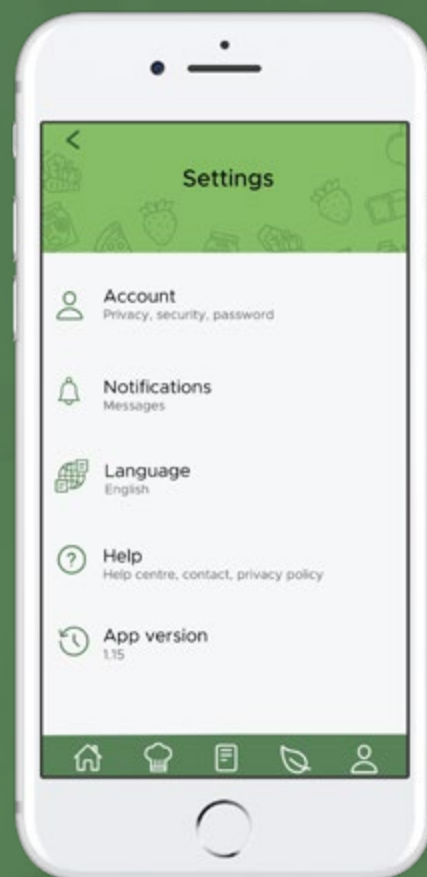 Settings
Account
Privacy, security, password
Notifications
Messages
Language
English
Help
Help centre, contact, privacy policy
App version
1.15